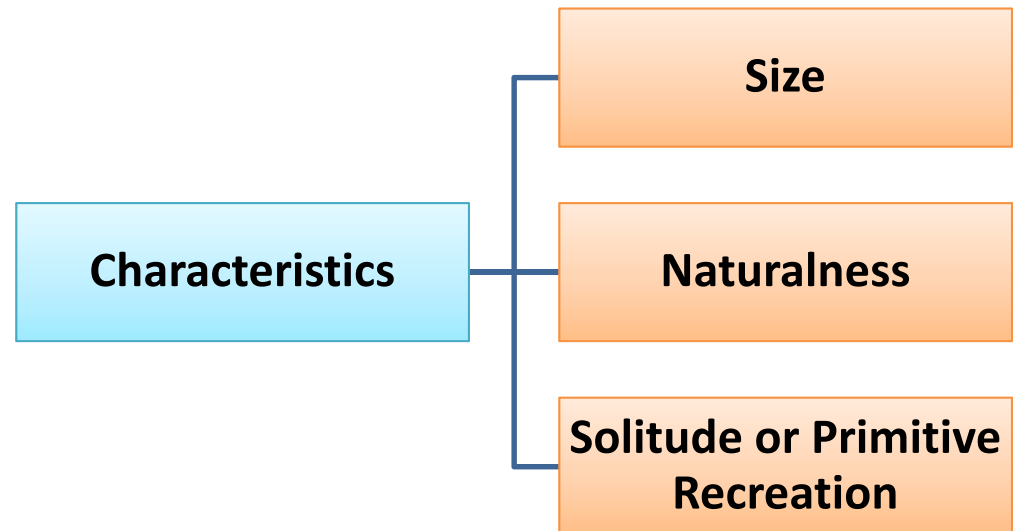 Size
Characteristics
Naturalness
Solitude or Primitive
Recreation